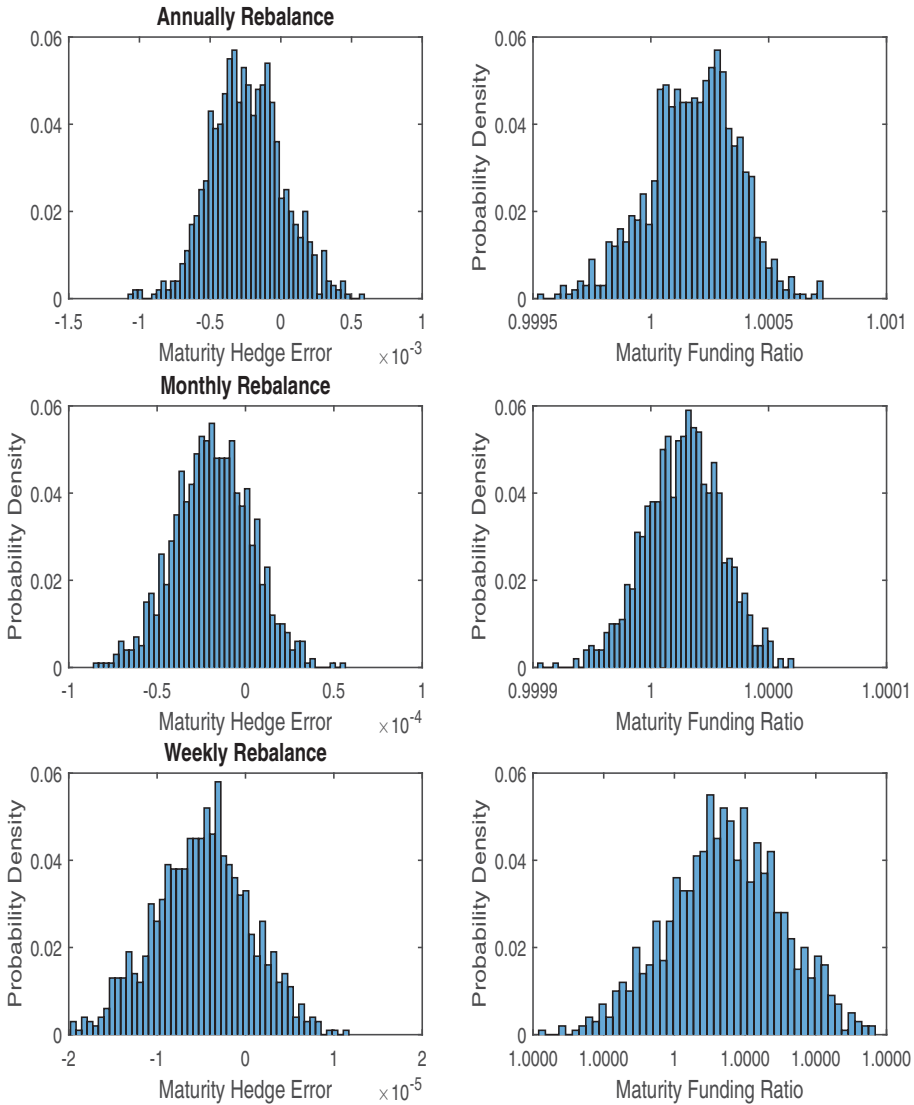 Annually Rebalance
0.06
0.04
0.02
0
-1.5 -1 -0.5 0 0.5 1
Maturity Hedge Error ×10-3
Probability Density
0.06
0.04
0.02
0
0.9995 1 1.0005 1.001
Maturity Funding Ratio
Monthly Rebalance
Probability Density
0.06
0.04
0.02
0
-1 -0.5 0 0.5 1
Maturity Hedge Error ×10-4
Probability Density
0.06
0.04
0.02
0
0.9999 1 1.0000 1.0001
Maturity Funding Ratio
Weekly Rebalance
Probability Density
0.06
0.04
0.02
0
-2 -1 0 1 2
Maturity Hedge Error ×10-5
Probability Density
0.06
0.04
0.02
0
1.0000 1.0000 1 1.0000 1.0000 1.0000
Maturity Funding Ratio